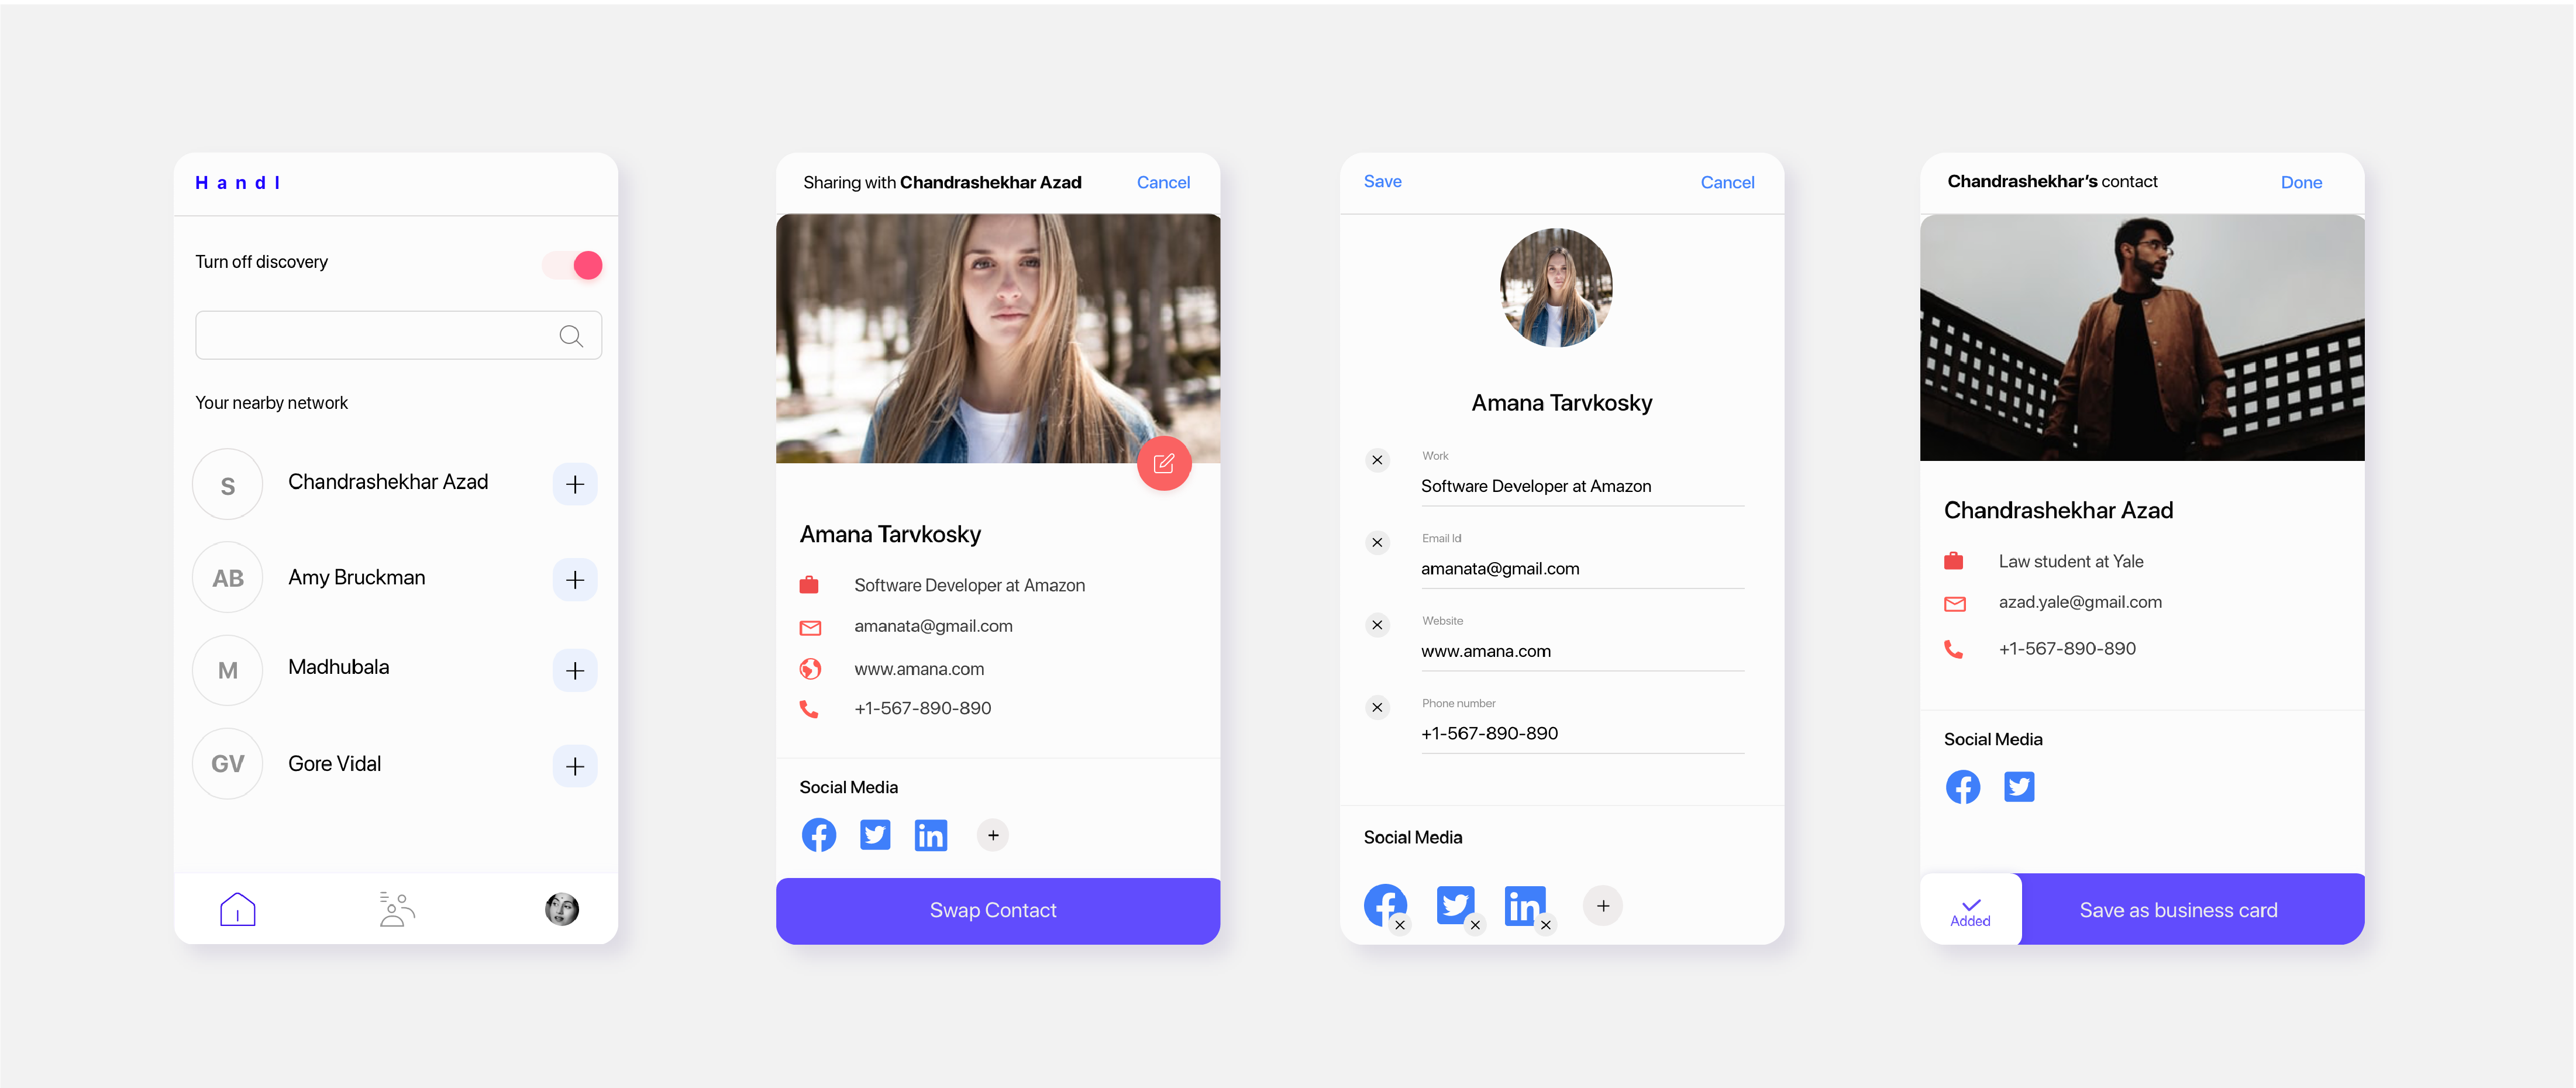 Handl
Turn off discovery
Your nearby network
S
Chandrashekhar Azad
AB
Amy Bruckman
M
Madhubala
GV
Gore Vidal
Sharing with Chandrashekhar Azad
Cancel
Amana Tarvkosky
Software Developer at Amazon
amanata@gmail.com
www.amana.com
+1-567-890-890
Social Media
Swap Contact
Save
Cancel
Amana Tarvkosky
Work
Software Developer at Amazon
Email Id
amanata@gmail.com
Website
www.amana.com
Phone number
+1-567-890-890
Social Media
Chandrashekhar’s contact
Done
Chandrashekhar Azad
Law student at Yale
azad.yale@gmail.com
+1-567-890-890
Social Media
Added
Save as business card